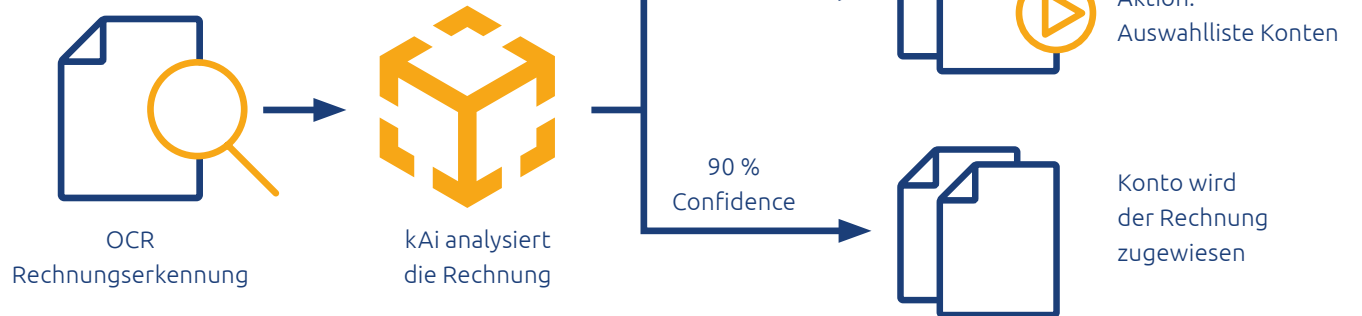 Aktion:
Auswahlliste Konten
90 %
Confidence
Konto wird
der Rechnung
zugewiesen
OCR
Rechnungserkennung
kAi analysiert
die Rechnung